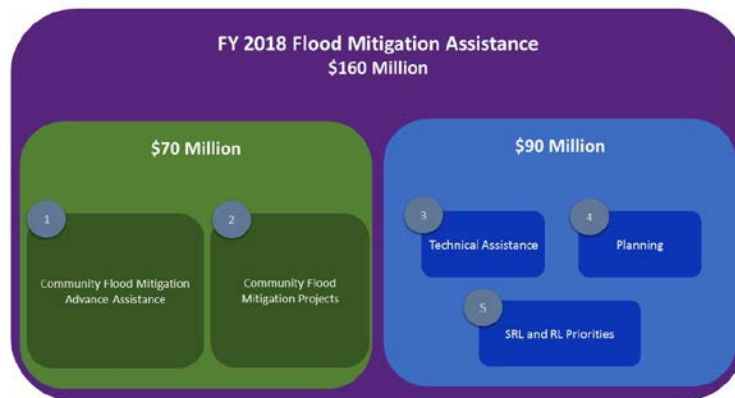 FY 2018 Flood Mitigation Assistance
$160 Million
$70 Million
1
Community Flood Mitigation
Advance Assistance
2
Community Flood
Mitigation Projects
$90 Million
3
Technical Assistance
4
Planning
5
SRL and RL Priorities